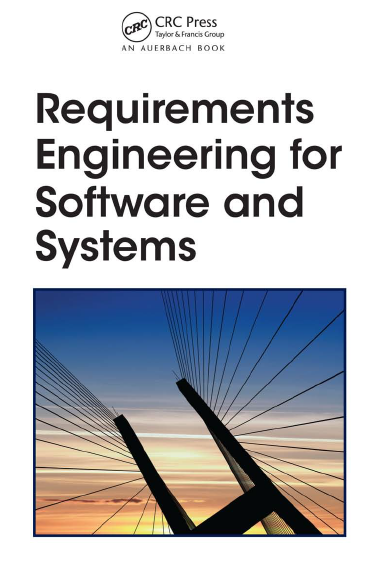 CRC
CRC Press
Taylor & Francis Group
AN AUERBACH BOOK
Requirements
Engineering for
Software and
Systems